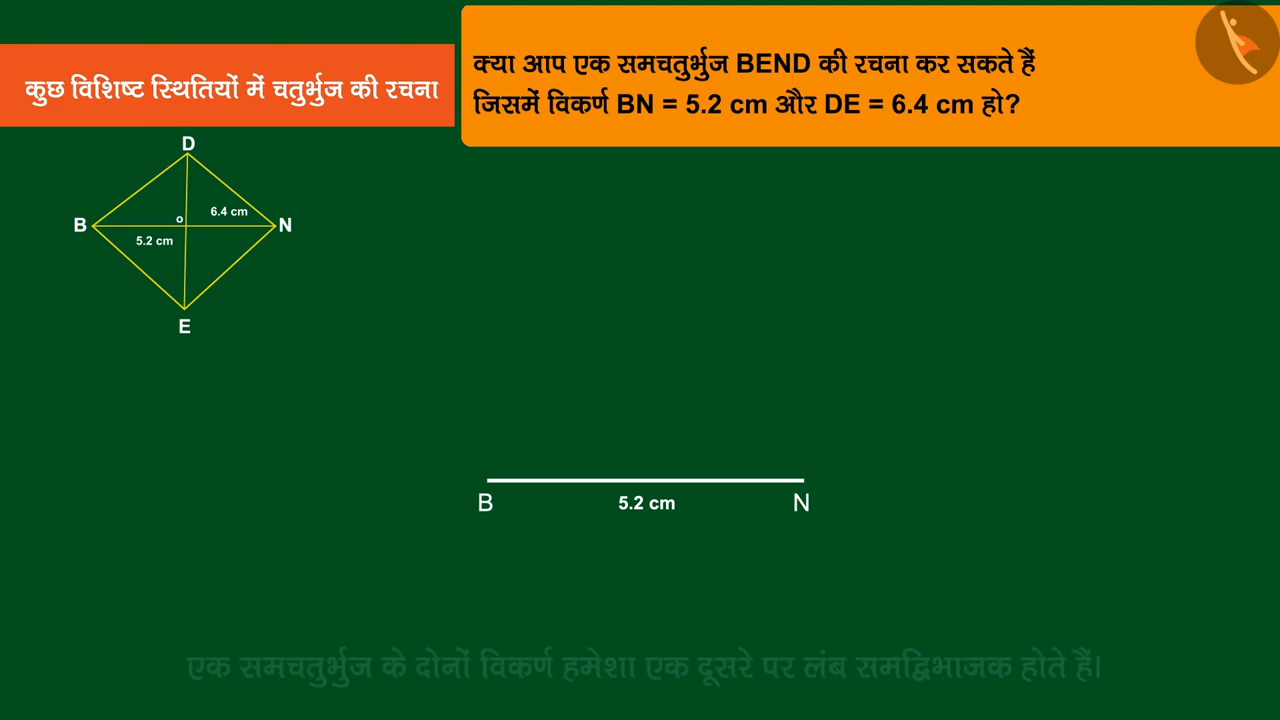 कुछ विशिष्ट स्थितियों में चतुर्भुज की रचना
क्या आप एक समचतुर्भुज BEND की रचना कर सकते हैं
जिसमें विकर्ण BN = 5.2 cm और DE = 6.4 cm हो?
D
B
o
6.4 cm
N
5.2 cm
E
B
5.2 cm
N
एक समचतुर्भुज के दोनों विकर्ण हमेशा एक दूसरे पर लंब समद्विभाजक होते हैं।